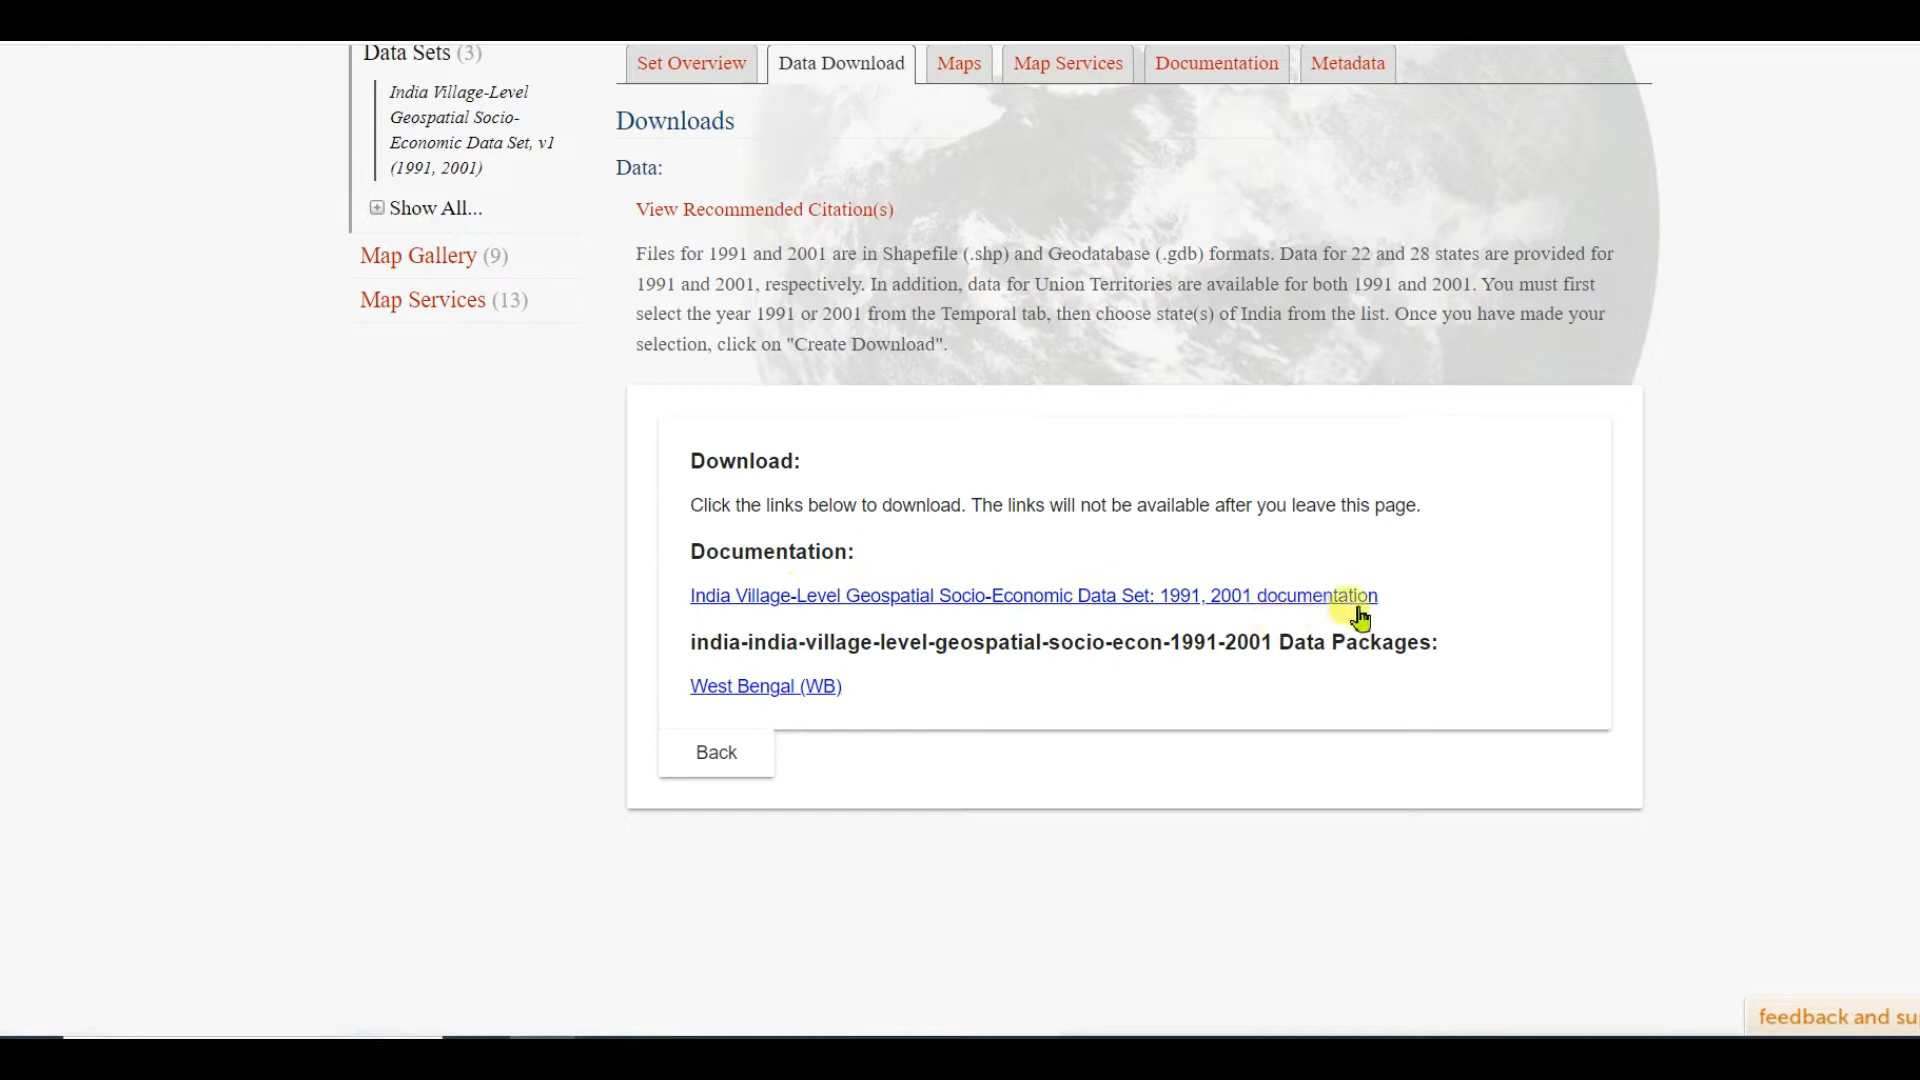 Data Sets (3)
India Village-Level
Geospatial Socio-
Economic Data Set, v1
(1991, 2001)
Show All...
Map Gallery (9)
Map Services (13)
Set Overview
Data Download
Maps
Map Services
Documentation
Metadata
Downloads
Data:
View Recommended Citation(s)
Files for 1991 and 2001 are in Shapefile (.shp) and Geodatabase (.gdb) formats. Data for 22 and 28 states are provided for
1991 and 2001, respectively. In addition, data for Union Territories are available for both 1991 and 2001. You must first
select the year 1991 or 2001 from the Temporal tab, then choose state(s) of India from the list. Once you have made your
selection, click on "Create Download".
Download:
Click the links below to download. The links will not be available after you leave this page.
Documentation:
India Village-Level Geospatial Socio-Economic Data Set: 1991, 2001 documentation
india-india-village-level-geospatial-socio-econ-1991-2001 Data Packages:
West Bengal (WB)
Back
feedback and su